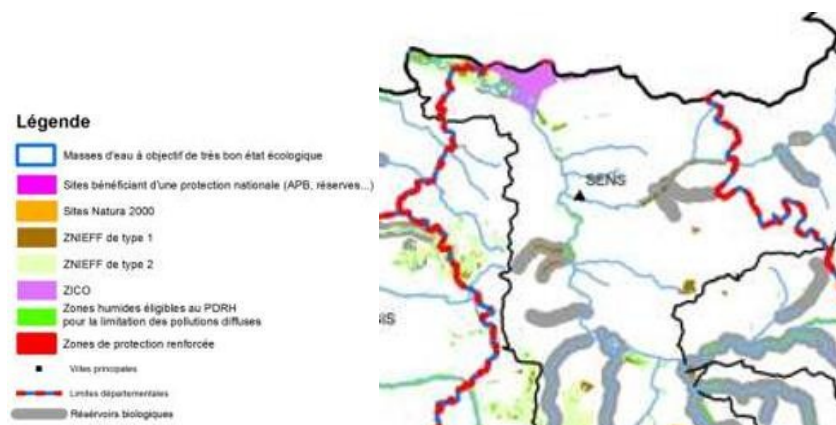 Légende
Masses d'eau à objectif de très bon état écologique
Sites bénéficiant d'une protection nationale (APB, réserves...)
Sites Natura 2000
ZNIEFF de type 1
ZNIEFF de type 2
ZICO
Zones humides éligibles au PDRH
pour la limitation des pollutions diffuses
Zones de protection renforcée
Villes principales
Limites départementales
Réservoirs biologiques
SENS